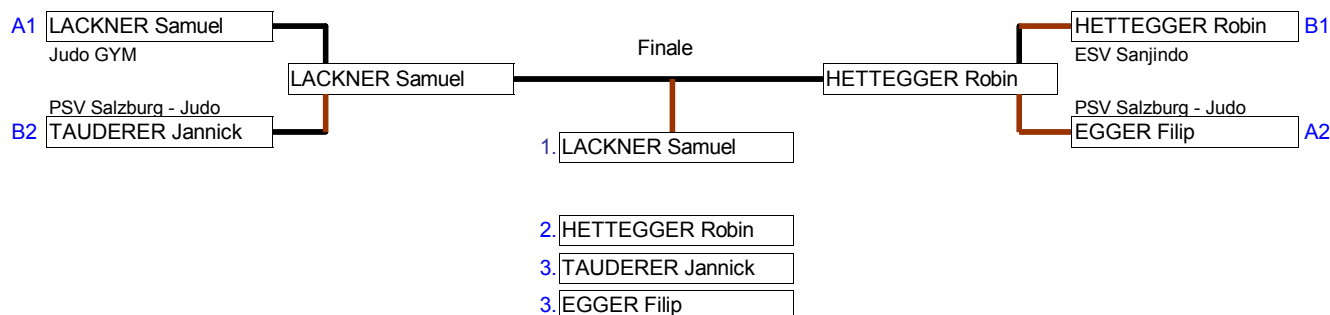 A1 LACKNER Samuel
Judo GYM
PSV Salzburg - Judo
B2 TAUDERER Jannick
LACKNER Samuel
Finale
HETTEGGER Robin
HETTEGGER Robin B1
ESV Sanjindo
PSV Salzburg - Judo
EGGER Filip A2
1. LACKNER Samuel
2. HETTEGGER Robin
3. TAUDERER Jannick
3. EGGER Filip